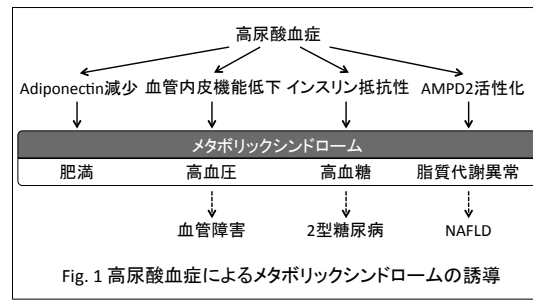 高尿酸血症
Adiponectin減少 血管内皮機能低下 インスリン抵抗性 AMPD2活性化
メタボリックシンドローム
肥満 高血圧 高血糖 脂質代謝異常
血管障害 2型糖尿病 NAFLD
Fig. 1 高尿酸血症によるメタボリックシンドロームの誘導